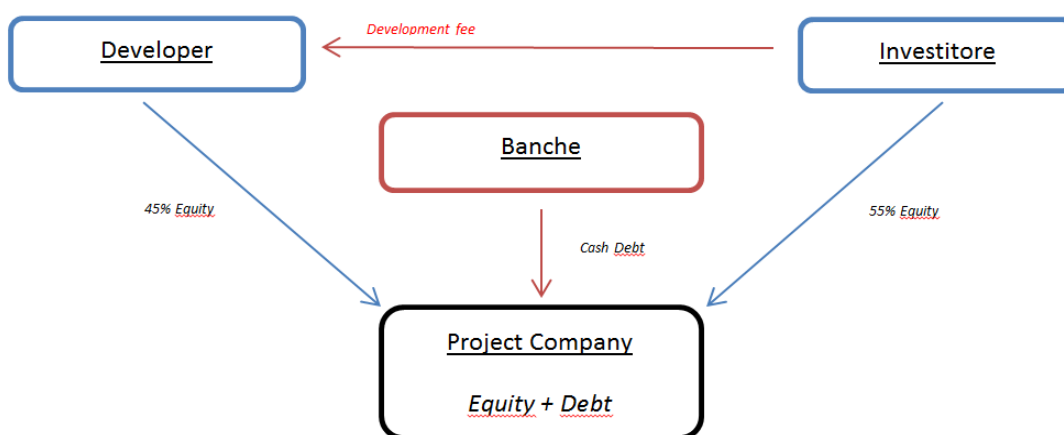 Development fee
Developer
Investitore
Banche
45% Equity
55% Equity
Cash Debt
Project Company
Equity + Debt